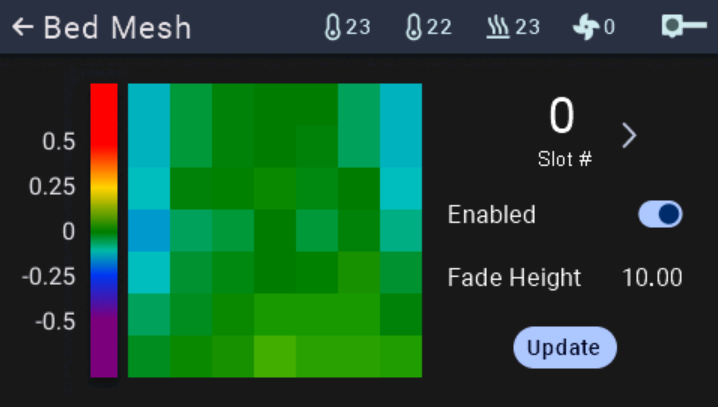 Bed Mesh 23 22 23 0
0.5
0.25
0
-0.25
-0.5
0
Slot #
Enabled
Fade Height 10.00
Update